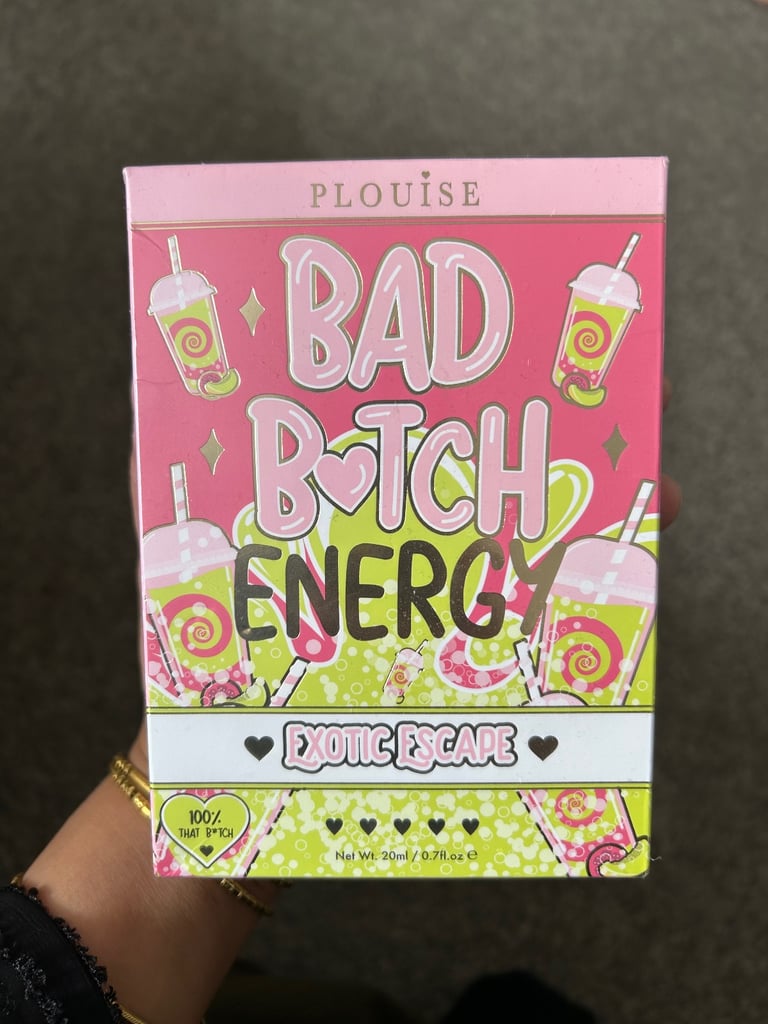 PLOUISE
BAD
B♥TCH
ENERGY
EXOTIC ESCAPE
100%
THAT B*TCH
Net Wt. 20ml / 0.7fl.oz ℮